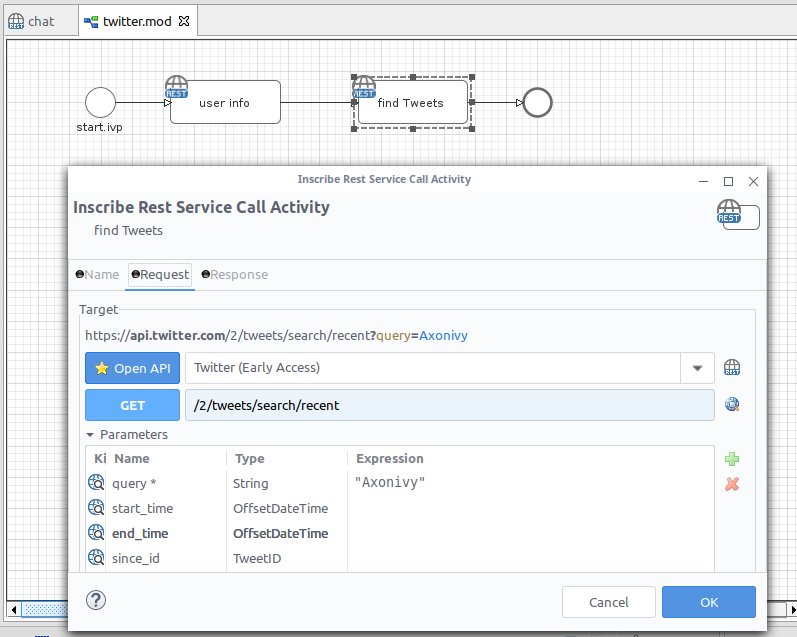 chat
twitter.mod
REST
REST
user info
find Tweets
start.ivp
Inscribe Rest Service Call Activity
Inscribe Rest Service Call Activity
find Tweets
REST
Name
Request
Response
Target
https://api.twitter.com/2/tweets/search/recent?query=Axonivy
Open API
Twitter (Early Access)
REST
GET
/2/tweets/search/recent
Parameters
Ki Name Type Expression
query * String "Axonivy"
start_time OffsetDateTime
end_time OffsetDateTime
since_id TweetID
?
Cancel
OK